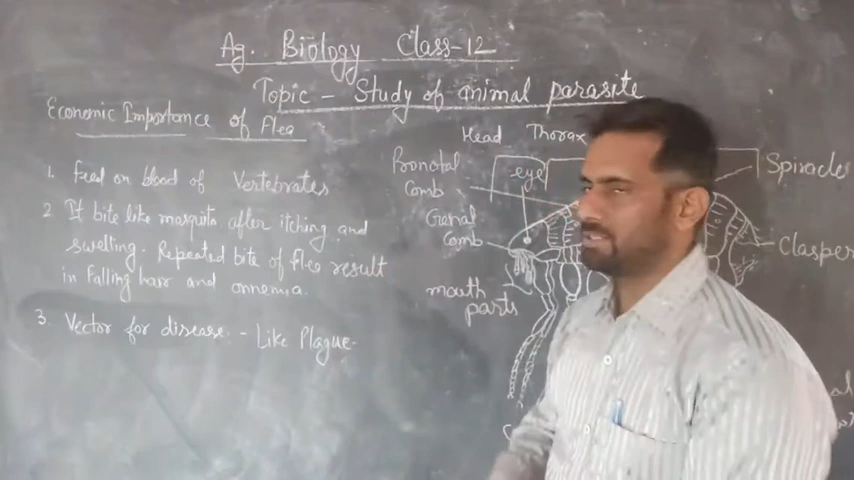 Ag. Biology Class-12
Topic - Study of animal parasite
Economic Importance of Flea
1. Feed on blood of Vertebrates
2 It bite like masquito after itching and
swelling. Repeated bite of flea result
in falling hair and annemia.
3. Vector for disease - Like Plague-
Head Thorax
Pronotal
Comb
eye
Genal
Comb
mouth
parts
Spiracles
Clasper